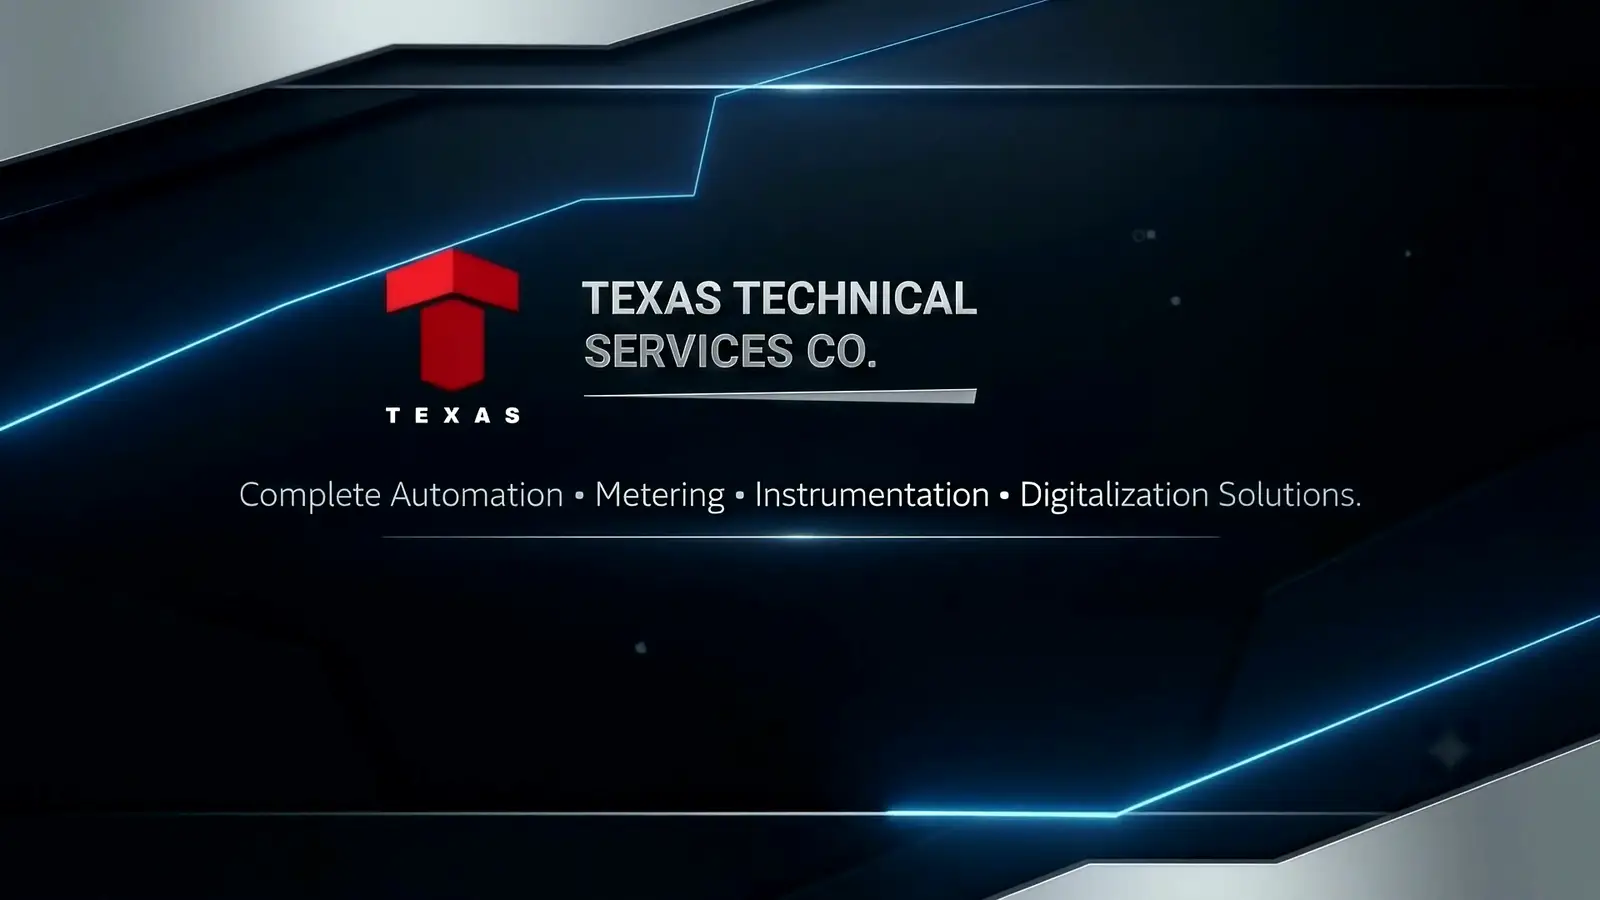 TEXAS
TEXAS TECHNICAL
SERVICES CO.
Complete Automation • Metering • Instrumentation • Digitalization Solutions.